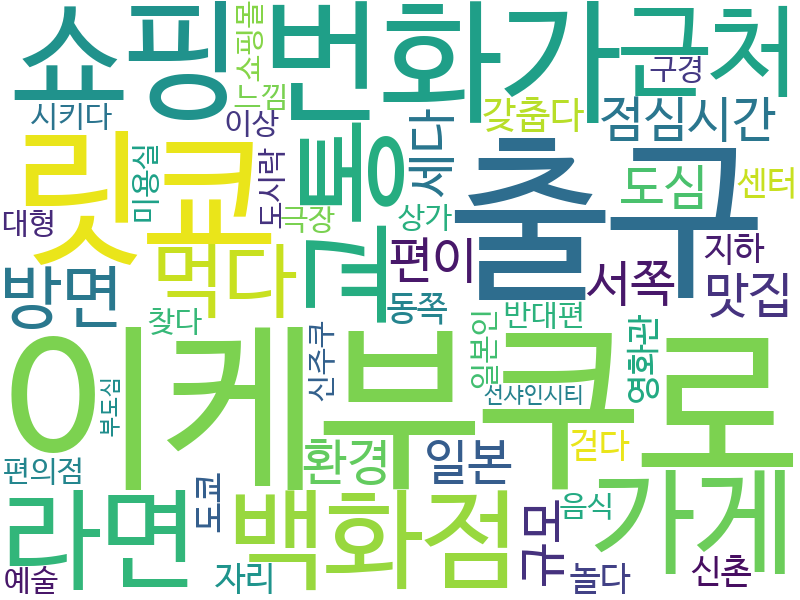 쇼핑
쇼핑몰
번화가
근처
구경
느낌
시키다
이상
갖춥다
점심시간
릿쿄
미용실
도시락
교통
세다
출구
도심
센터
대형
극장
상가
편이
서쪽
지하
방면
먹다
맛집
동쪽
찾다
신주쿠
일본인
반대편
영화관
이케부쿠로
부도심
선샤인시티
걷다
편의점
환경
일본
라면
도쿄
백화점
규모
음식
가게
예술
자리
놀다
신촌